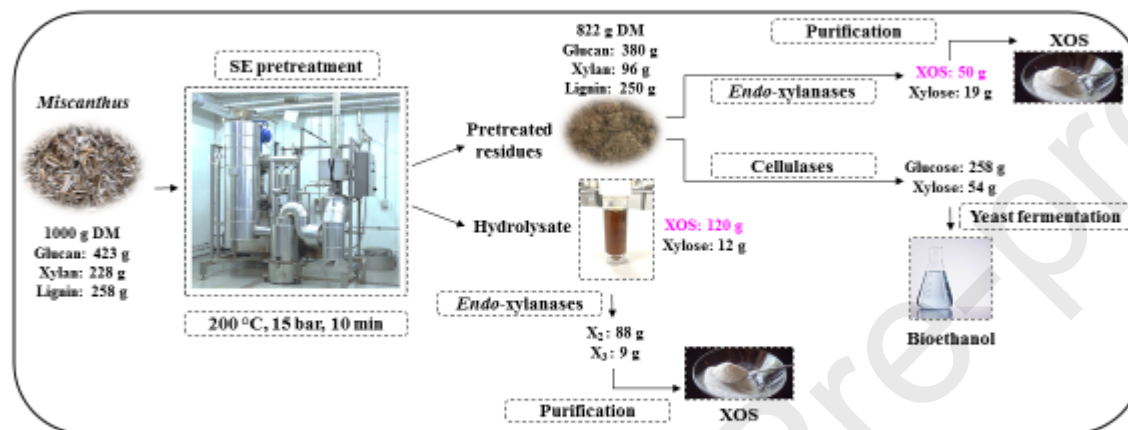 Miscanthus
1000 g DM
Glucan: 423 g
Xylan: 228 g
Lignin: 258 g
SE pretreatment
200 °C, 15 bar, 10 min
Pretreated
residues
Hydrolysate
822 g DM
Glucan: 380 g
Xylan: 96 g
Lignin: 250 g
XOS: 120 g
Xylose: 12 g
Endo-xylanases
X₂: 88 g
X₃: 9 g
Purification
XOS
Purification
Endo-xylanases
XOS: 50 g
Xylose: 19 g
XOS
Cellulases
Glucose: 258 g
Xylose: 54 g
Yeast fermentation
Bioethanol
re-pr